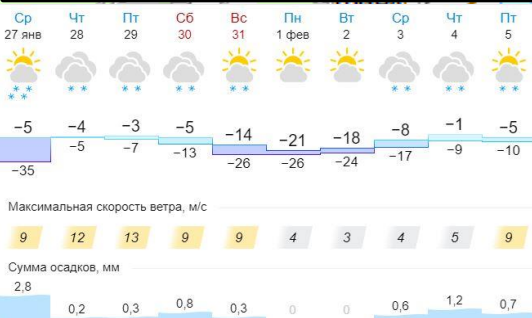 Ср Чт Пт Сб Вс Пн Вт Ср Чт Пт
27 янв 28 29 30 31 1 фев 2 3 4 5
−5 −4 −3 −5 −14 −21 −18 −8 −1 −5
−35 −5 −7 −13 −26 −26 −24 −17 −9 −10
Максимальная скорость ветра, м/с
9 12 13 9 9 4 3 4 5 9
Сумма осадков, мм
2,8 0,2 0,3 0,8 0,3 0 0 0,6 1,2 0,7